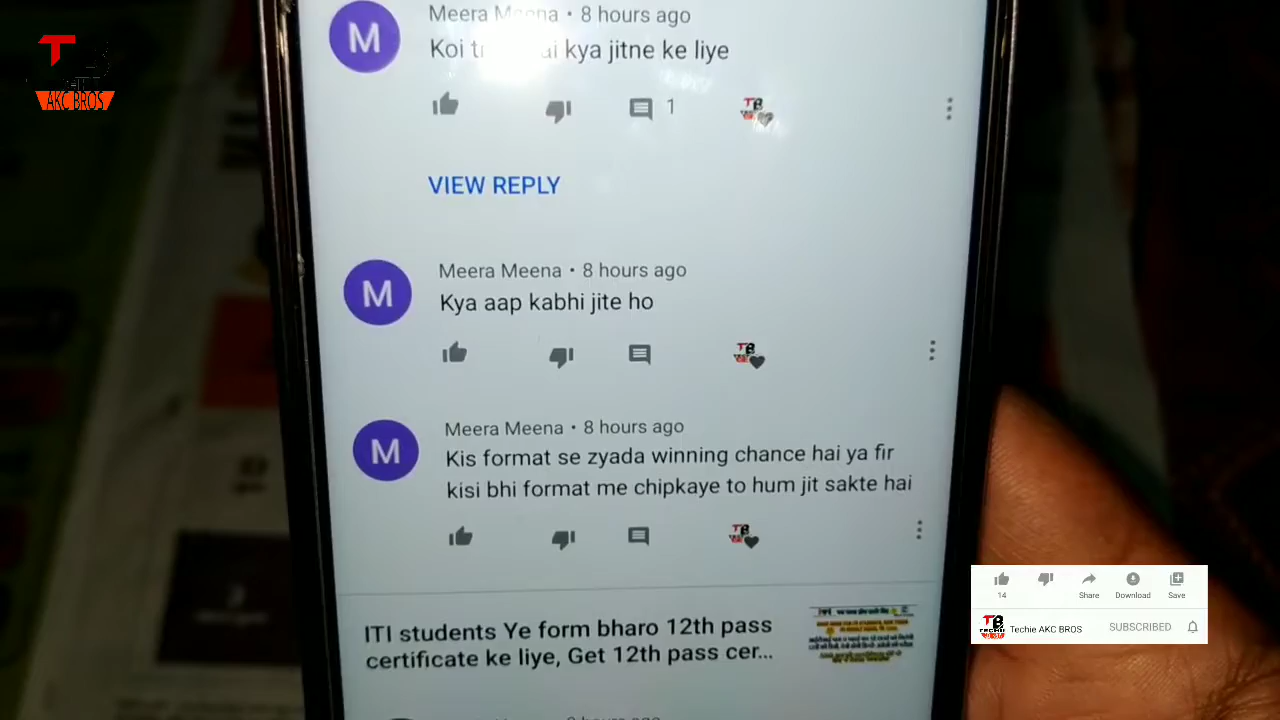 TB
AKC BROS
Meera Meena • 8 hours ago
Koi kya jitne ke liye
1
VIEW REPLY
M
Meera Meena • 8 hours ago
Kya aap kabhi jite ho
M
Meera Meena • 8 hours ago
Kis format se zyada winning chance hai ya fir
kisi bhi format me chipkaye to hum jit sakte hai
M
ITI students Ye form bharo 12th pass
certificate ke liye, Get 12th pass cer...
14
Share
Download
Save
TB
Techie AKC BROS
SUBSCRIBED